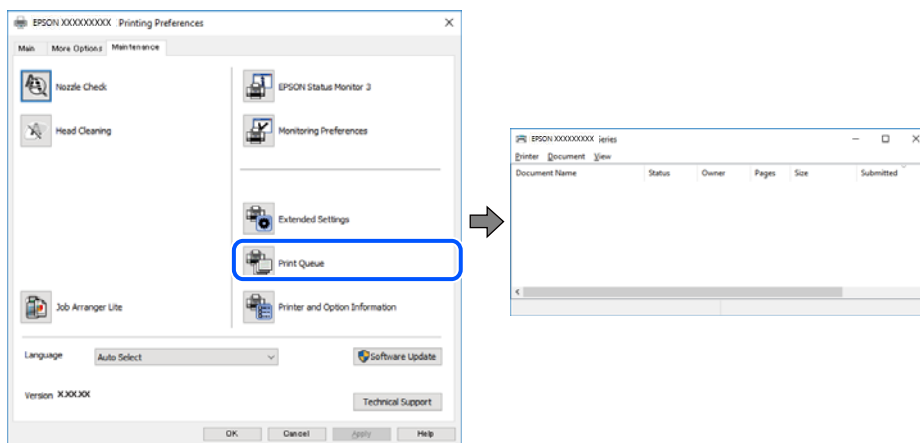 EPSON XXXXXXXXX Printing Preferences
Main More Options Maintenance
Nozzle Check
EPSON Status Monitor 3
Head Cleaning
Monitoring Preferences
Extended Settings
Print Queue
Job Arranger Lite
Printer and Option Information
Language Auto Select Software Update
Version X.XX.XX
Technical Support
OK Cancel Apply Help
EPSON XXXXXXXXX ieries
Printer Document View
Document Name Status Owner Pages Size Submitted